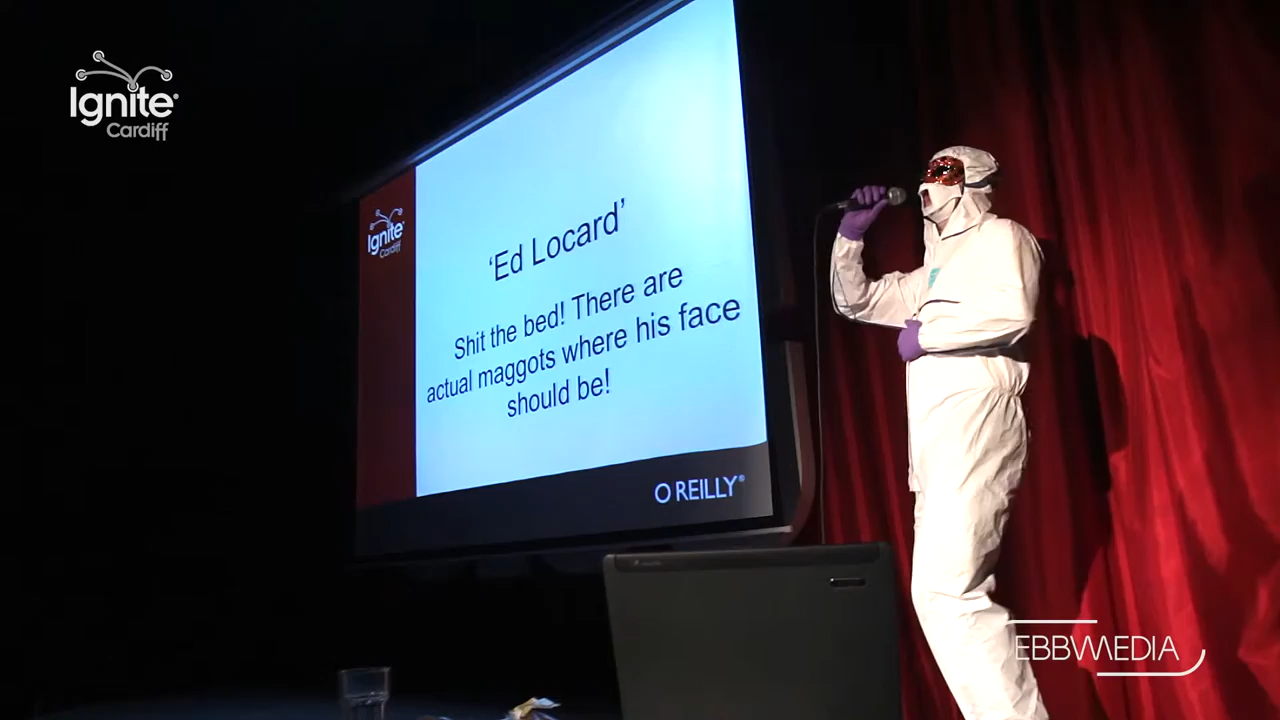 Ignite®
Cardiff
Ignite
Cardiff
'Ed Locard'
Shit the bed! There are
actual maggots where his face
should be!
O REILLY®
EBBWMEDIA